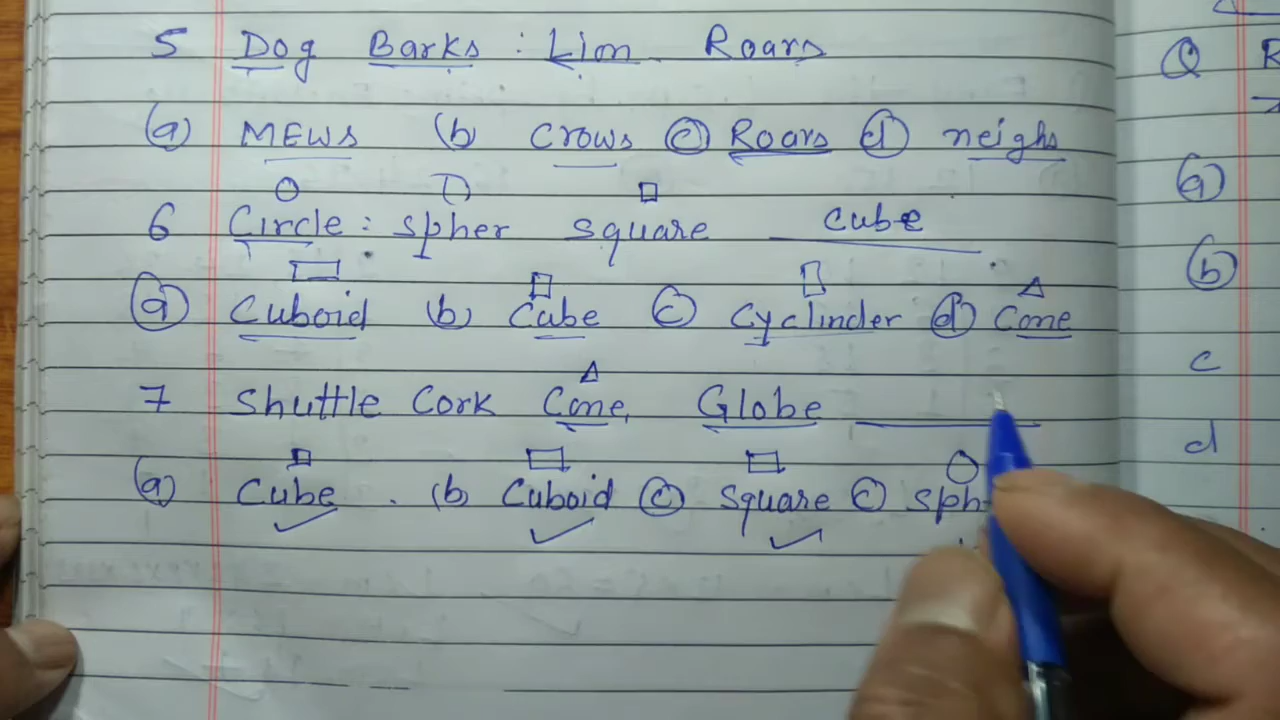 5 Dog Barks : Lion Roars
(a) MEWS (b) Crows (c) Roars (d) neighs
6 Circle : spher square cube
(a) Cuboid (b) Cube (c) Cylinder (d) Cone
7 Shuttle Cork Cone, Globe
(a) Cube . (b) Cuboid (c) Square (c) sph
Q R
(a)
(b)
c
d